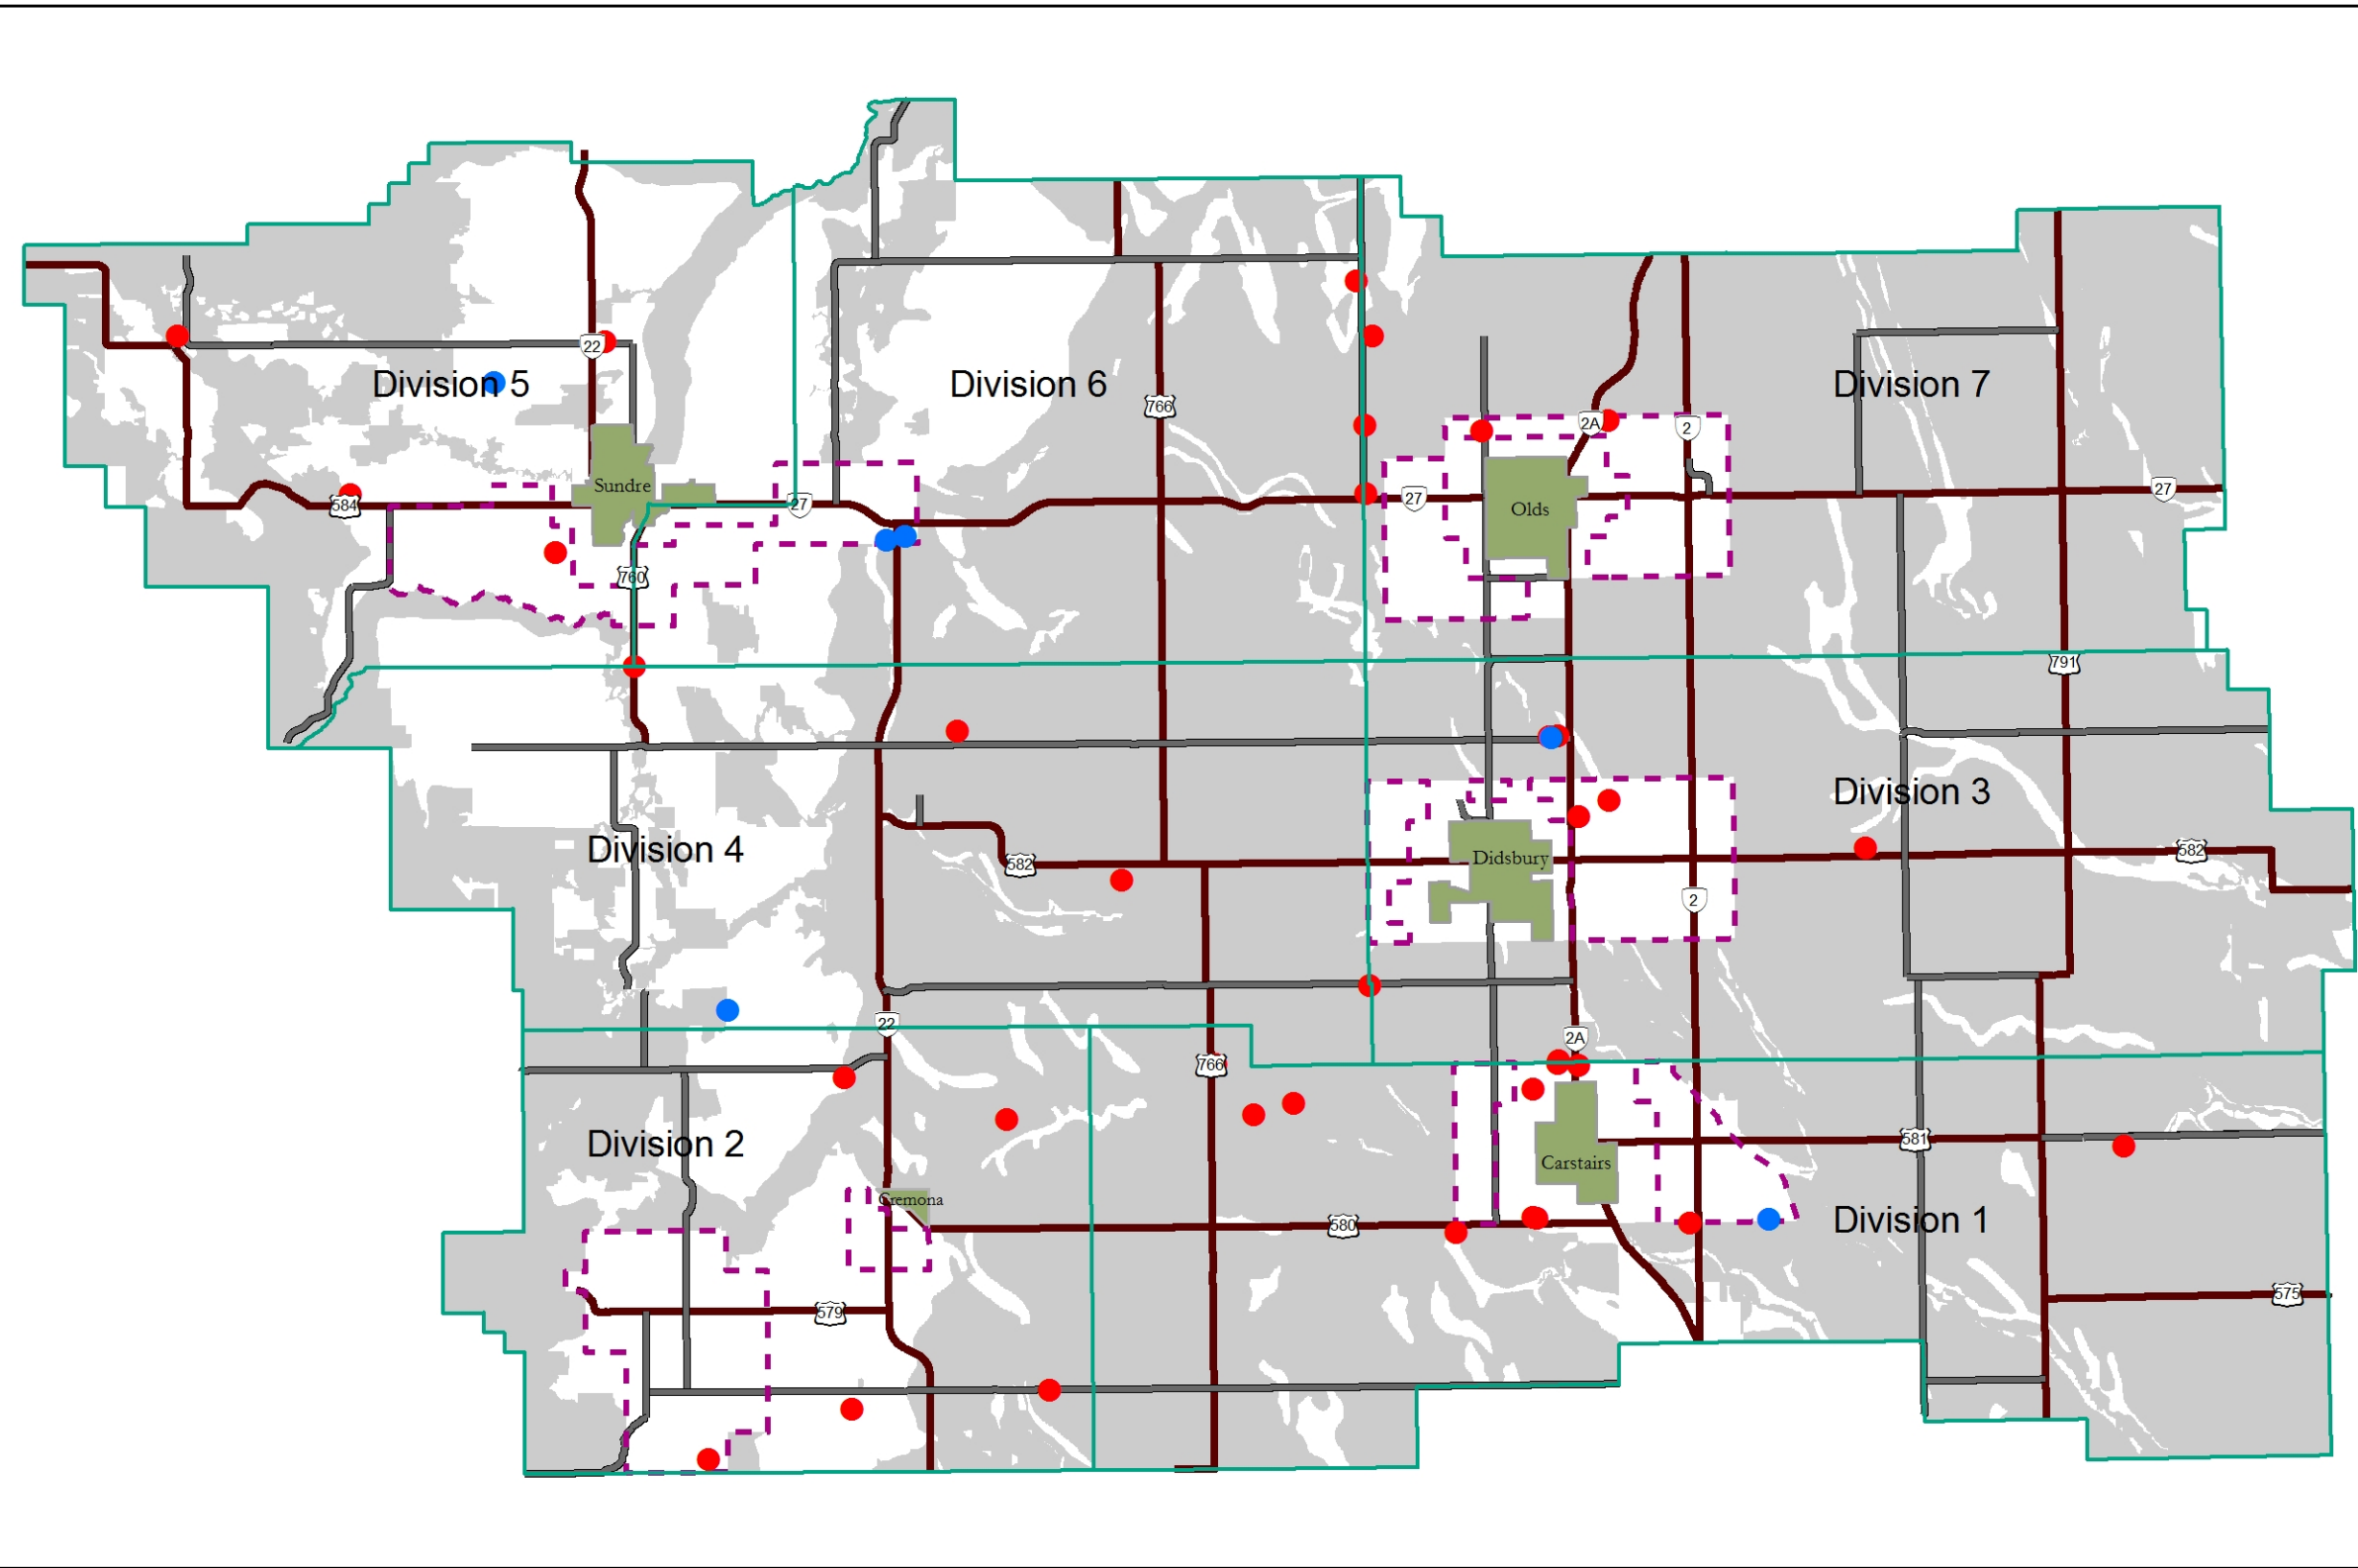 22
Division 5
Division 6
Division 7
766
2A
2
Sundre
584
27
27
27
Olds
760
791
Division 3
Division 4
582
Didsbury
582
2
22
2A
766
Division 2
581
Carstairs
Cremona
580
Division 1
579
575